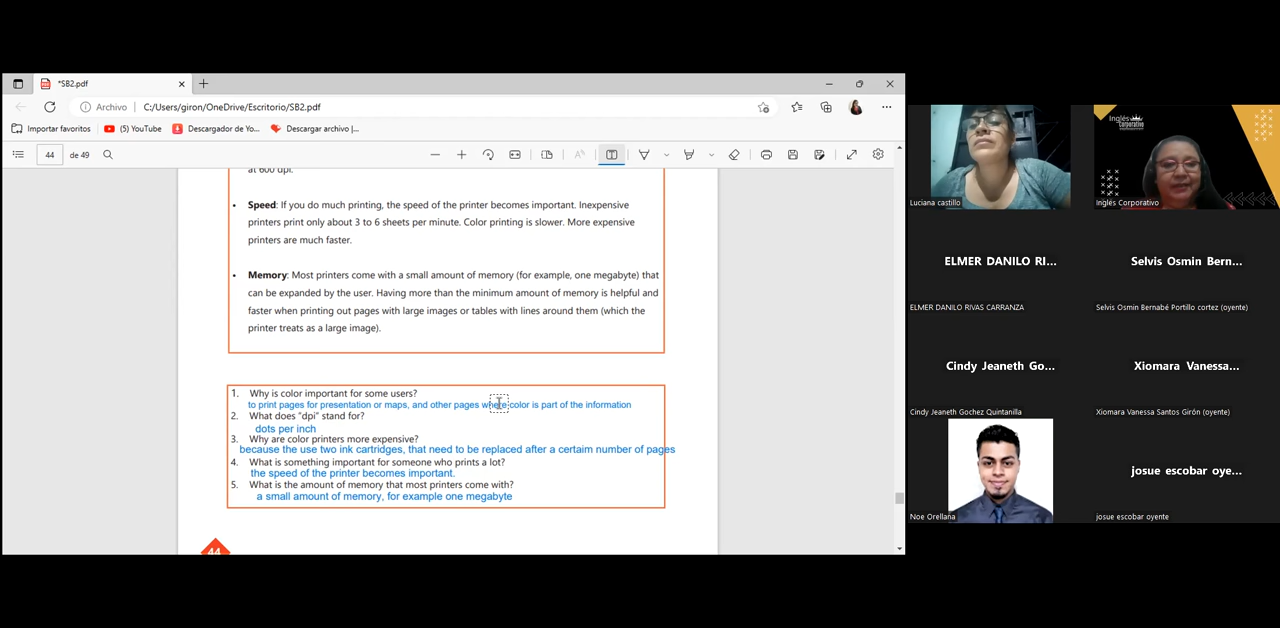 *SB2.pdf
Archivo
C:/Users/giron/OneDrive/Escritorio/SB2.pdf
Importar favoritos
(5) YouTube
Descargador de Yo...
Descargar archivo |...
44
de 49
at 600 dpi.
• Speed: If you do much printing, the speed of the printer becomes important. Inexpensive
printers print only about 3 to 6 sheets per minute. Color printing is slower. More expensive
printers are much faster.
• Memory: Most printers come with a small amount of memory (for example, one megabyte) that
can be expanded by the user. Having more than the minimum amount of memory is helpful and
faster when printing out pages with large images or tables with lines around them (which the
printer treats as a large image).
1. Why is color important for some users?
to print pages for presentation or maps, and other pages where color is part of the information
2. What does "dpi" stand for?
dots per inch
3. Why are color printers more expensive?
because the use two ink cartridges, that need to be replaced after a certaim number of pages
4. What is something important for someone who prints a lot?
the speed of the printer becomes important.
5. What is the amount of memory that most printers come with?
a small amount of memory, for example one megabyte
44
Luciana castillo
Inglés
Corporativo
Inglés Corporativo
ELMER DANILO RI...
ELMER DANILO RIVAS CARRANZA
Selvis Osmin Bern...
Selvis Osmin Bernabé Portillo cortez (oyente)
Cindy Jeaneth Go...
Cindy Jeaneth Gochez Quintanilla
Xiomara Vanessa...
Xiomara Vanessa Santos Girón (oyente)
Noe Orellana
josue escobar oye...
josue escobar oyente